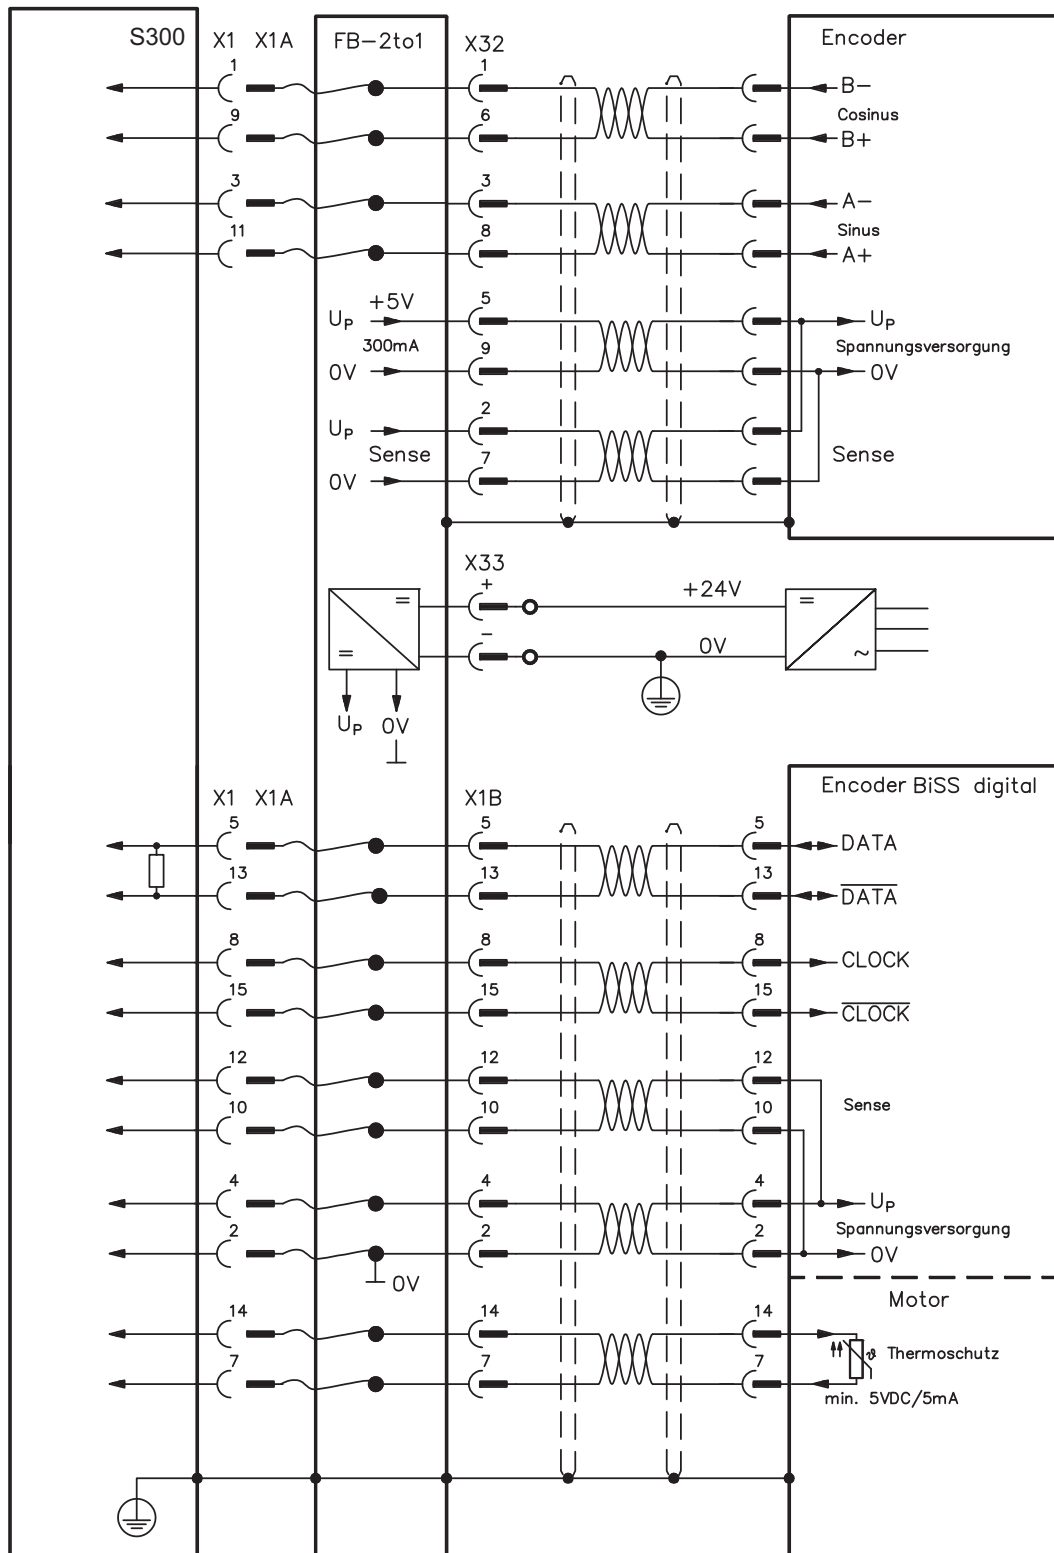 S300 X1 X1A FB-2to1 X32 Encoder
1 1 B-
Cosinus
9 6 B+
3 3 A-
Sinus
11 8 A+
+5V 5
UP UP
300mA 9 Spannungsversorgung
0V 0V
2
UP
Sense Sense
7
0V
X33
+ +24V
= =
- 0V
= ~
UP 0V
Encoder BiSS digital
X1 X1A X1B
5 5 5 DATA
13 13 13 DATA
8 8 8 CLOCK
15 15 15 CLOCK
12 12 12
Sense
10 10 10
4 4 4 UP
Spannungsversorgung
2 2 2 0V
0V
Motor
14 14 14
ϑ Thermoschutz
7 7 7
min. 5VDC/5mA